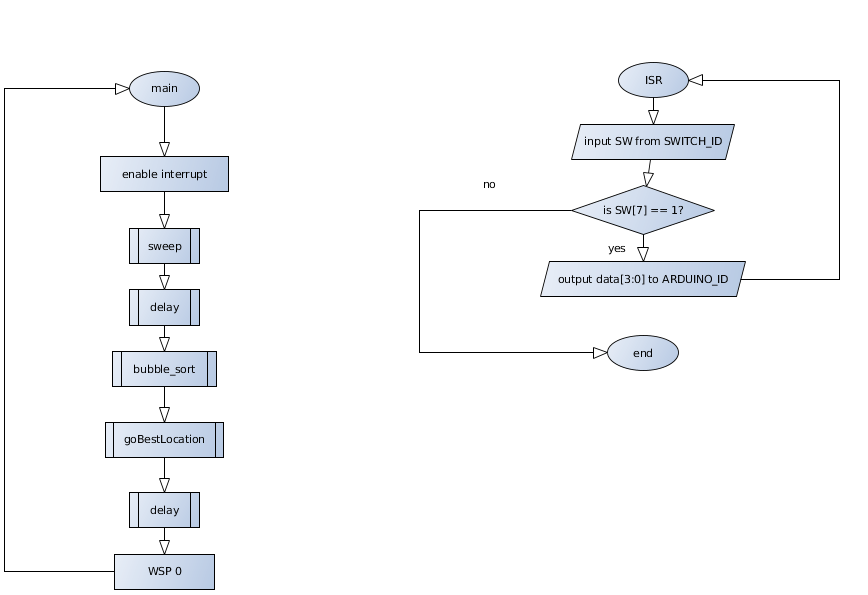 main
enable interrupt
sweep
delay
bubble_sort
goBestLocation
delay
WSP 0
ISR
input SW from SWITCH_ID
no
is SW[7] == 1?
yes
output data[3:0] to ARDUINO_ID
end